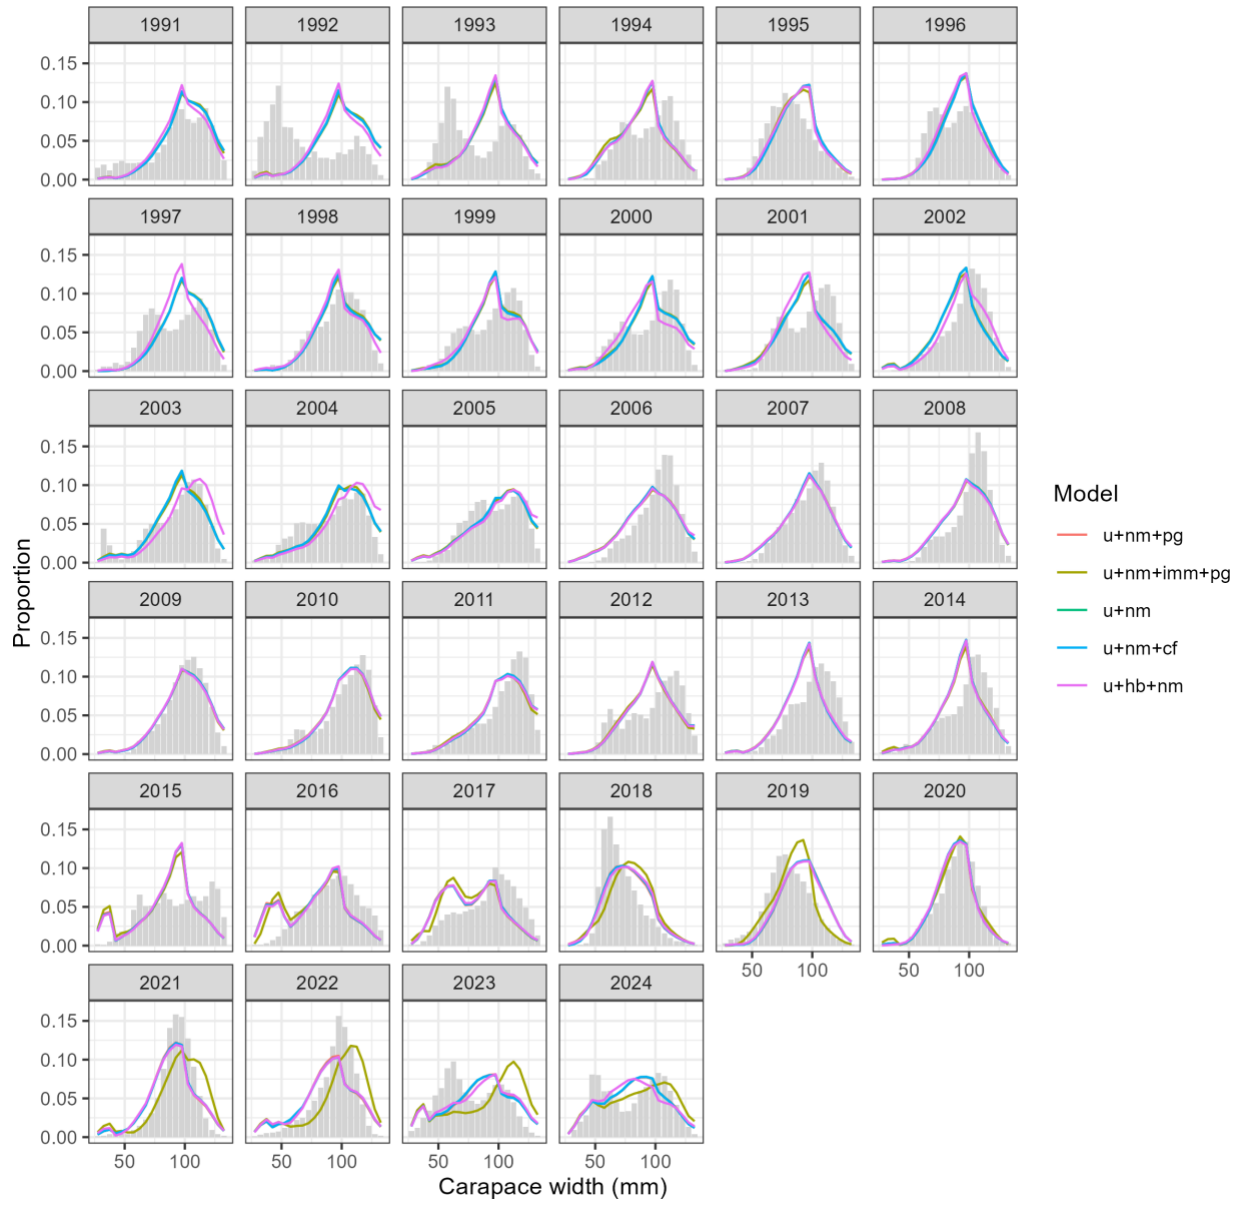 1991 1992 1993 1994 1995 1996
0.15
0.10
0.05
0.00
1997 1998 1999 2000 2001 2002
0.15
0.10
0.05
0.00
2003 2004 2005 2006 2007 2008
0.15
0.10
0.05
0.00
2009 2010 2011 2012 2013 2014
0.15
0.10
0.05
0.00
2015 2016 2017 2018 2019 2020
0.15
0.10
0.05
0.00
50 100 50 100
2021 2022 2023 2024
0.15
0.10
0.05
0.00
50 100 50 100 50 100 50 100
Carapace width (mm)
Proportion
Model
u+nm+pg
u+nm+imm+pg
u+nm
u+nm+cf
u+hb+nm